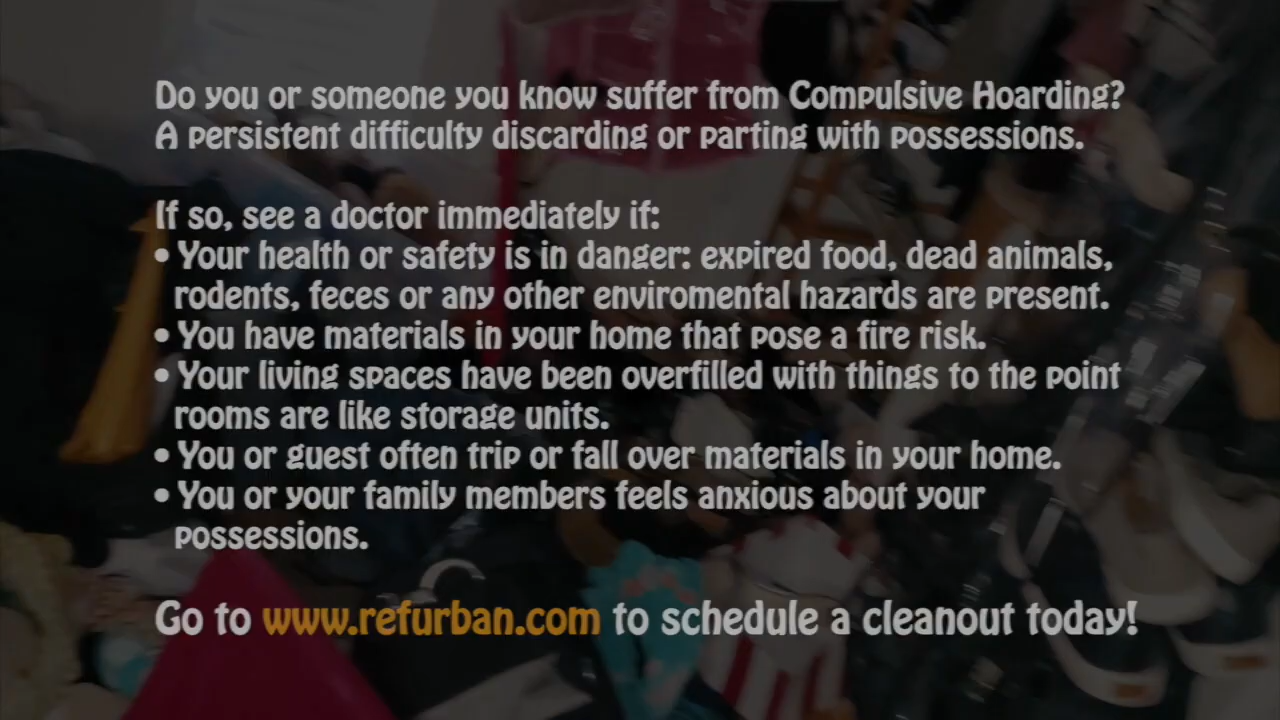 Do you or someone you know suffer from Compulsive Hoarding?
A persistent difficulty discarding or parting with possessions.
If so, see a doctor immediately if:
• Your health or safety is in danger: expired food, dead animals,
rodents, feces or any other enviromental hazards are present.
• You have materials in your home that pose a fire risk.
• Your living spaces have been overfilled with things to the point
rooms are like storage units.
• You or guest often trip or fall over materials in your home.
• You or your family members feels anxious about your
possessions.
Go to www.refurban.com to schedule a cleanout today!